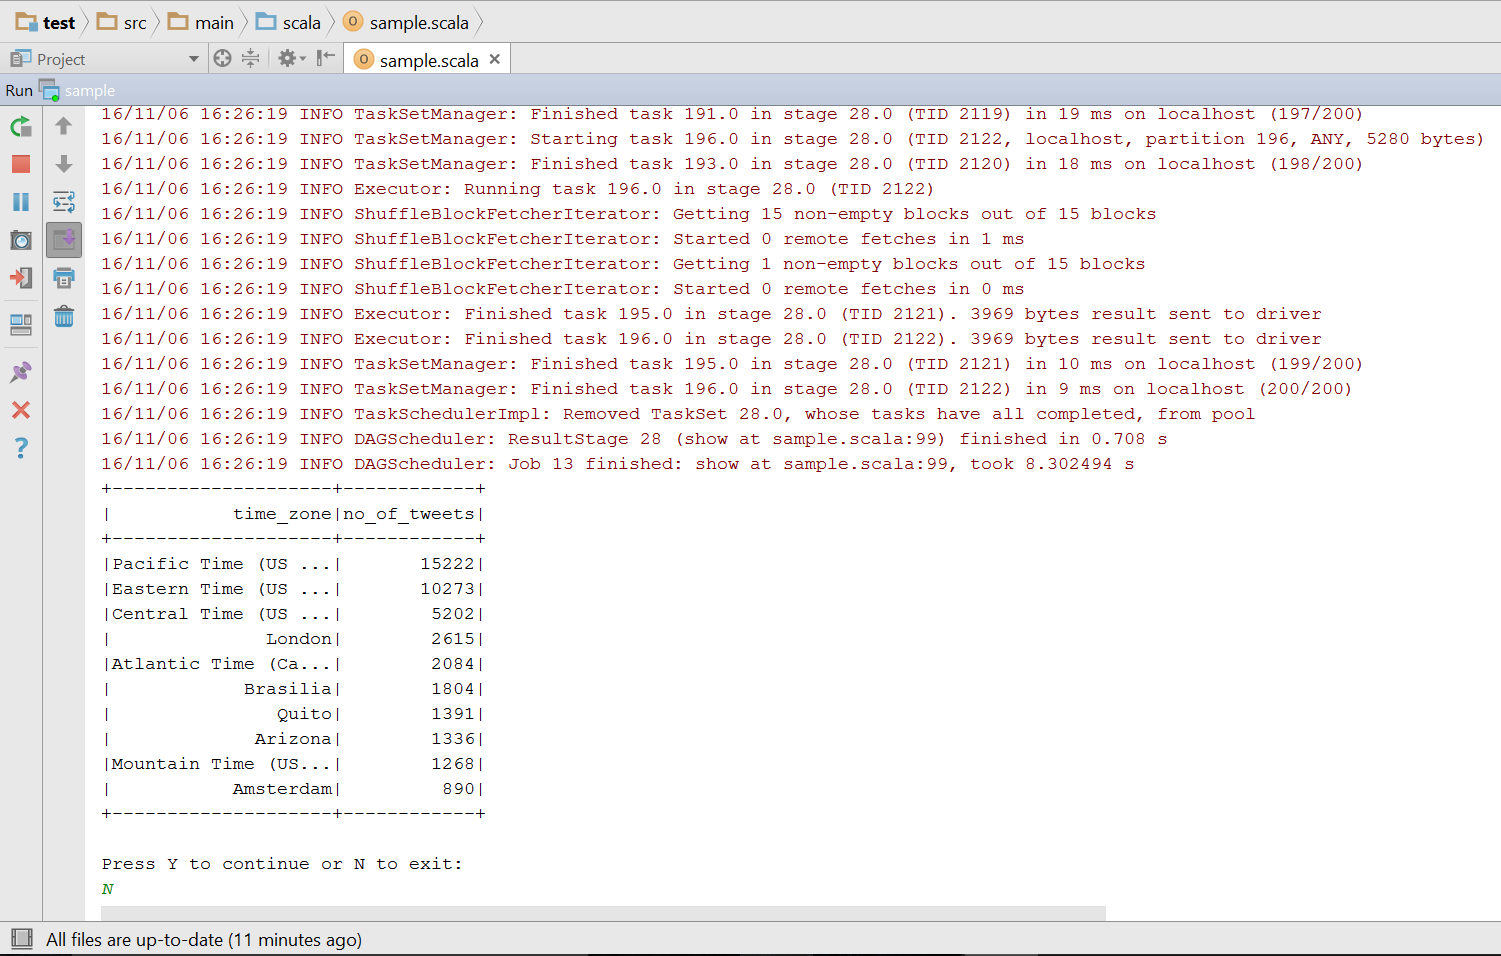 test src main scala sample.scala
Project sample.scala
Run sample
16/11/06 16:26:19 INFO TaskSetManager: Finished task 191.0 in stage 28.0 (TID 2119) in 19 ms on localhost (197/200)
16/11/06 16:26:19 INFO TaskSetManager: Starting task 196.0 in stage 28.0 (TID 2122, localhost, partition 196, ANY, 5280 bytes)
16/11/06 16:26:19 INFO TaskSetManager: Finished task 193.0 in stage 28.0 (TID 2120) in 18 ms on localhost (198/200)
16/11/06 16:26:19 INFO Executor: Running task 196.0 in stage 28.0 (TID 2122)
16/11/06 16:26:19 INFO ShuffleBlockFetcherIterator: Getting 15 non-empty blocks out of 15 blocks
16/11/06 16:26:19 INFO ShuffleBlockFetcherIterator: Started 0 remote fetches in 1 ms
16/11/06 16:26:19 INFO ShuffleBlockFetcherIterator: Getting 1 non-empty blocks out of 15 blocks
16/11/06 16:26:19 INFO ShuffleBlockFetcherIterator: Started 0 remote fetches in 0 ms
16/11/06 16:26:19 INFO Executor: Finished task 195.0 in stage 28.0 (TID 2121). 3969 bytes result sent to driver
16/11/06 16:26:19 INFO Executor: Finished task 196.0 in stage 28.0 (TID 2122). 3969 bytes result sent to driver
16/11/06 16:26:19 INFO TaskSetManager: Finished task 195.0 in stage 28.0 (TID 2121) in 10 ms on localhost (199/200)
16/11/06 16:26:19 INFO TaskSetManager: Finished task 196.0 in stage 28.0 (TID 2122) in 9 ms on localhost (200/200)
16/11/06 16:26:19 INFO TaskSchedulerImpl: Removed TaskSet 28.0, whose tasks have all completed, from pool
16/11/06 16:26:19 INFO DAGScheduler: ResultStage 28 (show at sample.scala:99) finished in 0.708 s
16/11/06 16:26:19 INFO DAGScheduler: Job 13 finished: show at sample.scala:99, took 8.302494 s
+--------------------+------------+
|           time_zone|no_of_tweets|
+--------------------+------------+
|Pacific Time (US ...|       15222|
|Eastern Time (US ...|       10273|
|Central Time (US ...|        5202|
|              London|        2615|
|Atlantic Time (Ca...|        2084|
|            Brasilia|        1804|
|               Quito|        1391|
|             Arizona|        1336|
|Mountain Time (US...|        1268|
|           Amsterdam|         890|
+--------------------+------------+
Press Y to continue or N to exit:
N
All files are up-to-date (11 minutes ago)